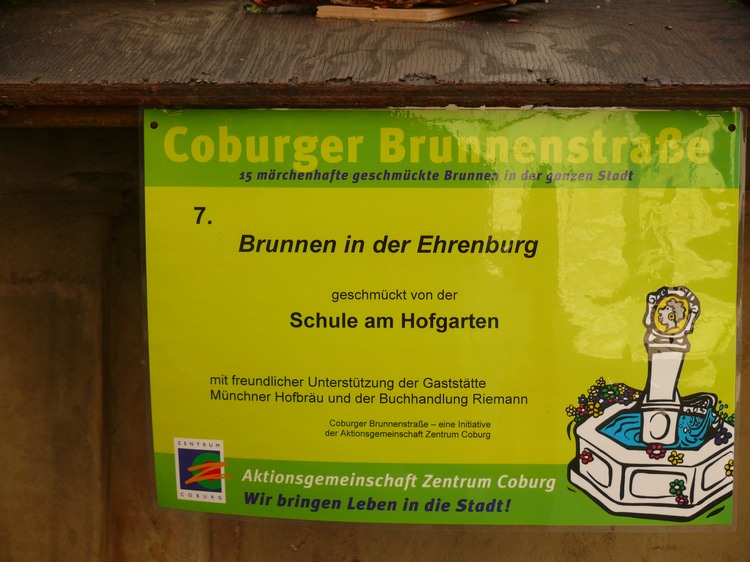 Coburger Brunnenstraße
15 märchenhafte geschmückte Brunnen in der ganzen Stadt
7.
Brunnen in der Ehrenburg
geschmückt von der
Schule am Hofgarten
mit freundlicher Unterstützung der Gaststätte
Münchner Hofbräu und der Buchhandlung Riemann
Coburger Brunnenstraße – eine Initiative
der Aktionsgemeinschaft Zentrum Coburg
ZENTRUM
COBURG
Aktionsgemeinschaft Zentrum Coburg
Wir bringen Leben in die Stadt!